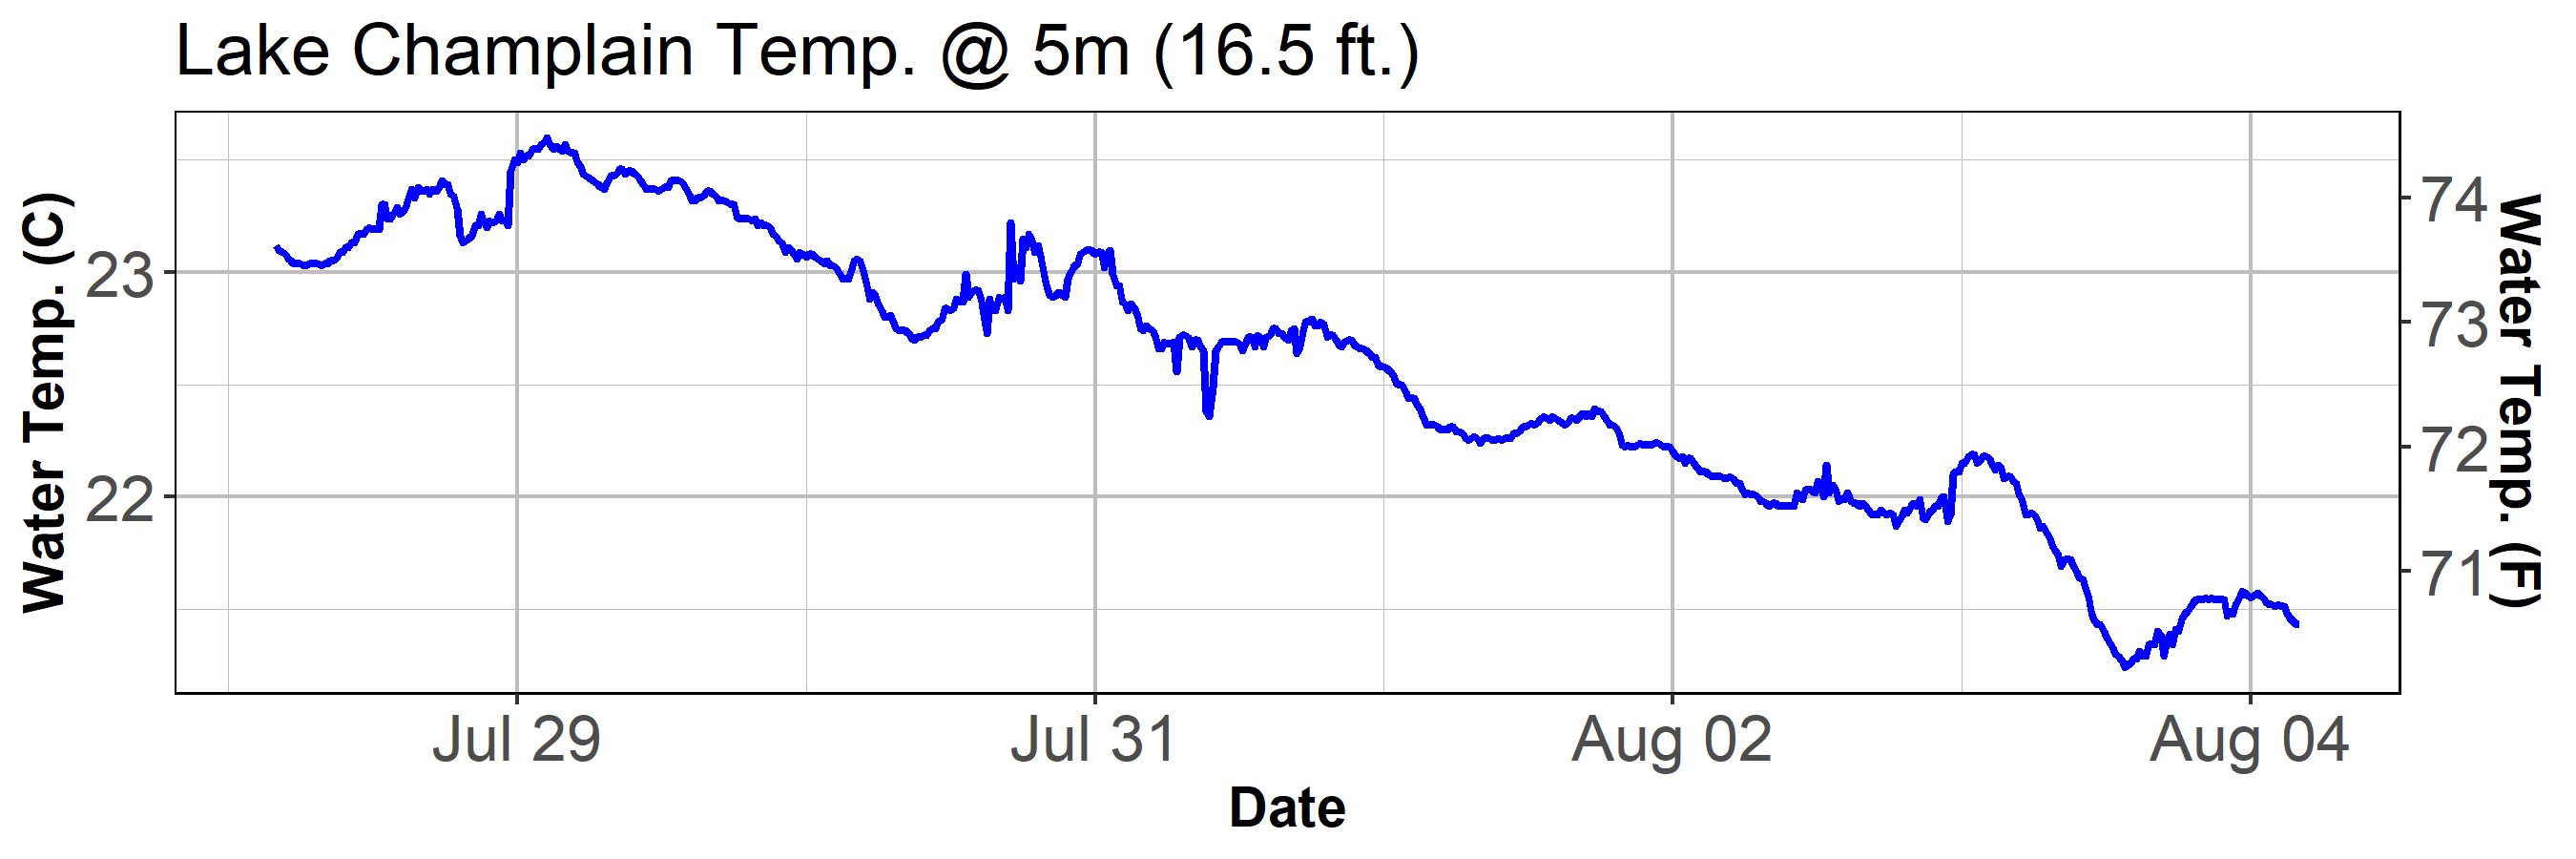 Lake Champlain Temp. @ 5m (16.5 ft.)
Water Temp. (C)
23
22
74
73
72
71
Water Temp. (F)
Jul 29
Jul 31
Aug 02
Aug 04
Date